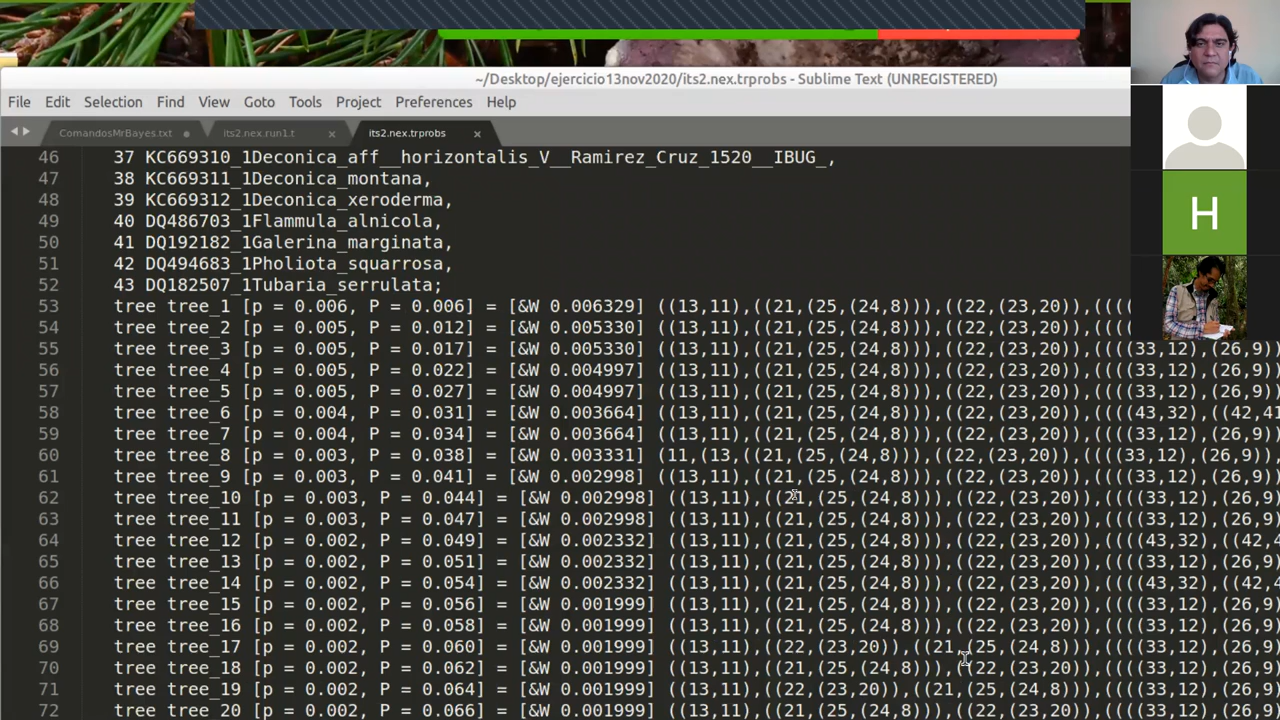 ~/Desktop/ejercicio13nov2020/its2.nex.trprobs - Sublime Text (UNREGISTERED)
File Edit Selection Find View Goto Tools Project Preferences Help
ComandosMrBayes.txt its2.nex.run1.t × its2.nex.trprobs ×
46 37 KC669310_1Deconica_aff__horizontalis_V__Ramirez_Cruz_1520__IBUG_,
47 38 KC669311_1Deconica_montana,
48 39 KC669312_1Deconica_xeroderma,
49 40 DQ486703_1Flammula_alnicola,
50 41 DQ192182_1Galerina_marginata,
51 42 DQ494683_1Pholiota_squarrosa,
52 43 DQ182507_1Tubaria_serrulata;
53 tree tree_1 [p = 0.006, P = 0.006] = [&W 0.006329] ((13,11),((21,(25,(24,8))),((22,(23,20)),((((
54 tree tree_2 [p = 0.005, P = 0.012] = [&W 0.005330] ((13,11),((21,(25,(24,8))),((22,(23,20)),((((
55 tree tree_3 [p = 0.005, P = 0.017] = [&W 0.005330] ((13,11),((21,(25,(24,8))),((22,(23,20)),((((33,12),(26,9)
56 tree tree_4 [p = 0.005, P = 0.022] = [&W 0.004997] ((13,11),((21,(25,(24,8))),((22,(23,20)),((((33,12),(26,9)
57 tree tree_5 [p = 0.005, P = 0.027] = [&W 0.004997] ((13,11),((21,(25,(24,8))),((22,(23,20)),((((33,12),(26,9)
58 tree tree_6 [p = 0.004, P = 0.031] = [&W 0.003664] ((13,11),((21,(25,(24,8))),((22,(23,20)),((((43,32),((42,4
59 tree tree_7 [p = 0.004, P = 0.034] = [&W 0.003664] ((13,11),((21,(25,(24,8))),((22,(23,20)),((((33,12),(26,9)
60 tree tree_8 [p = 0.003, P = 0.038] = [&W 0.003331] (11,(13,((21,(25,(24,8))),((22,(23,20)),((((33,12),(26,9))
61 tree tree_9 [p = 0.003, P = 0.041] = [&W 0.002998] ((13,11),((21,(25,(24,8))),((22,(23,20)),((((33,12),(26,9)
62 tree tree_10 [p = 0.003, P = 0.044] = [&W 0.002998] ((13,11),((21,(25,(24,8))),((22,(23,20)),((((33,12),(26,9
63 tree tree_11 [p = 0.003, P = 0.047] = [&W 0.002998] ((13,11),((21,(25,(24,8))),((22,(23,20)),((((33,12),(26,9
64 tree tree_12 [p = 0.002, P = 0.049] = [&W 0.002332] ((13,11),((21,(25,(24,8))),((22,(23,20)),((((43,32),((42,
65 tree tree_13 [p = 0.002, P = 0.051] = [&W 0.002332] ((13,11),((21,(25,(24,8))),((22,(23,20)),((((33,12),(26,9
66 tree tree_14 [p = 0.002, P = 0.054] = [&W 0.002332] ((13,11),((21,(25,(24,8))),((22,(23,20)),((((43,32),((42,
67 tree tree_15 [p = 0.002, P = 0.056] = [&W 0.001999] ((13,11),((21,(25,(24,8))),((22,(23,20)),((((33,12),(26,9
68 tree tree_16 [p = 0.002, P = 0.058] = [&W 0.001999] ((13,11),((21,(25,(24,8))),((22,(23,20)),((((33,12),(26,9
69 tree tree_17 [p = 0.002, P = 0.060] = [&W 0.001999] ((13,11),((22,(23,20)),((21,(25,(24,8))),((((33,12),(26,9
70 tree tree_18 [p = 0.002, P = 0.062] = [&W 0.001999] ((13,11),((21,(25,(24,8))),((22,(23,20)),((((33,12),(26,9
71 tree tree_19 [p = 0.002, P = 0.064] = [&W 0.001999] ((13,11),((22,(23,20)),((21,(25,(24,8))),((((33,12),(26,9
72 tree tree_20 [p = 0.002, P = 0.066] = [&W 0.001999] ((13,11),((21,(25,(24,8))),((22,(23,20)),((((33,12),(26,9
H